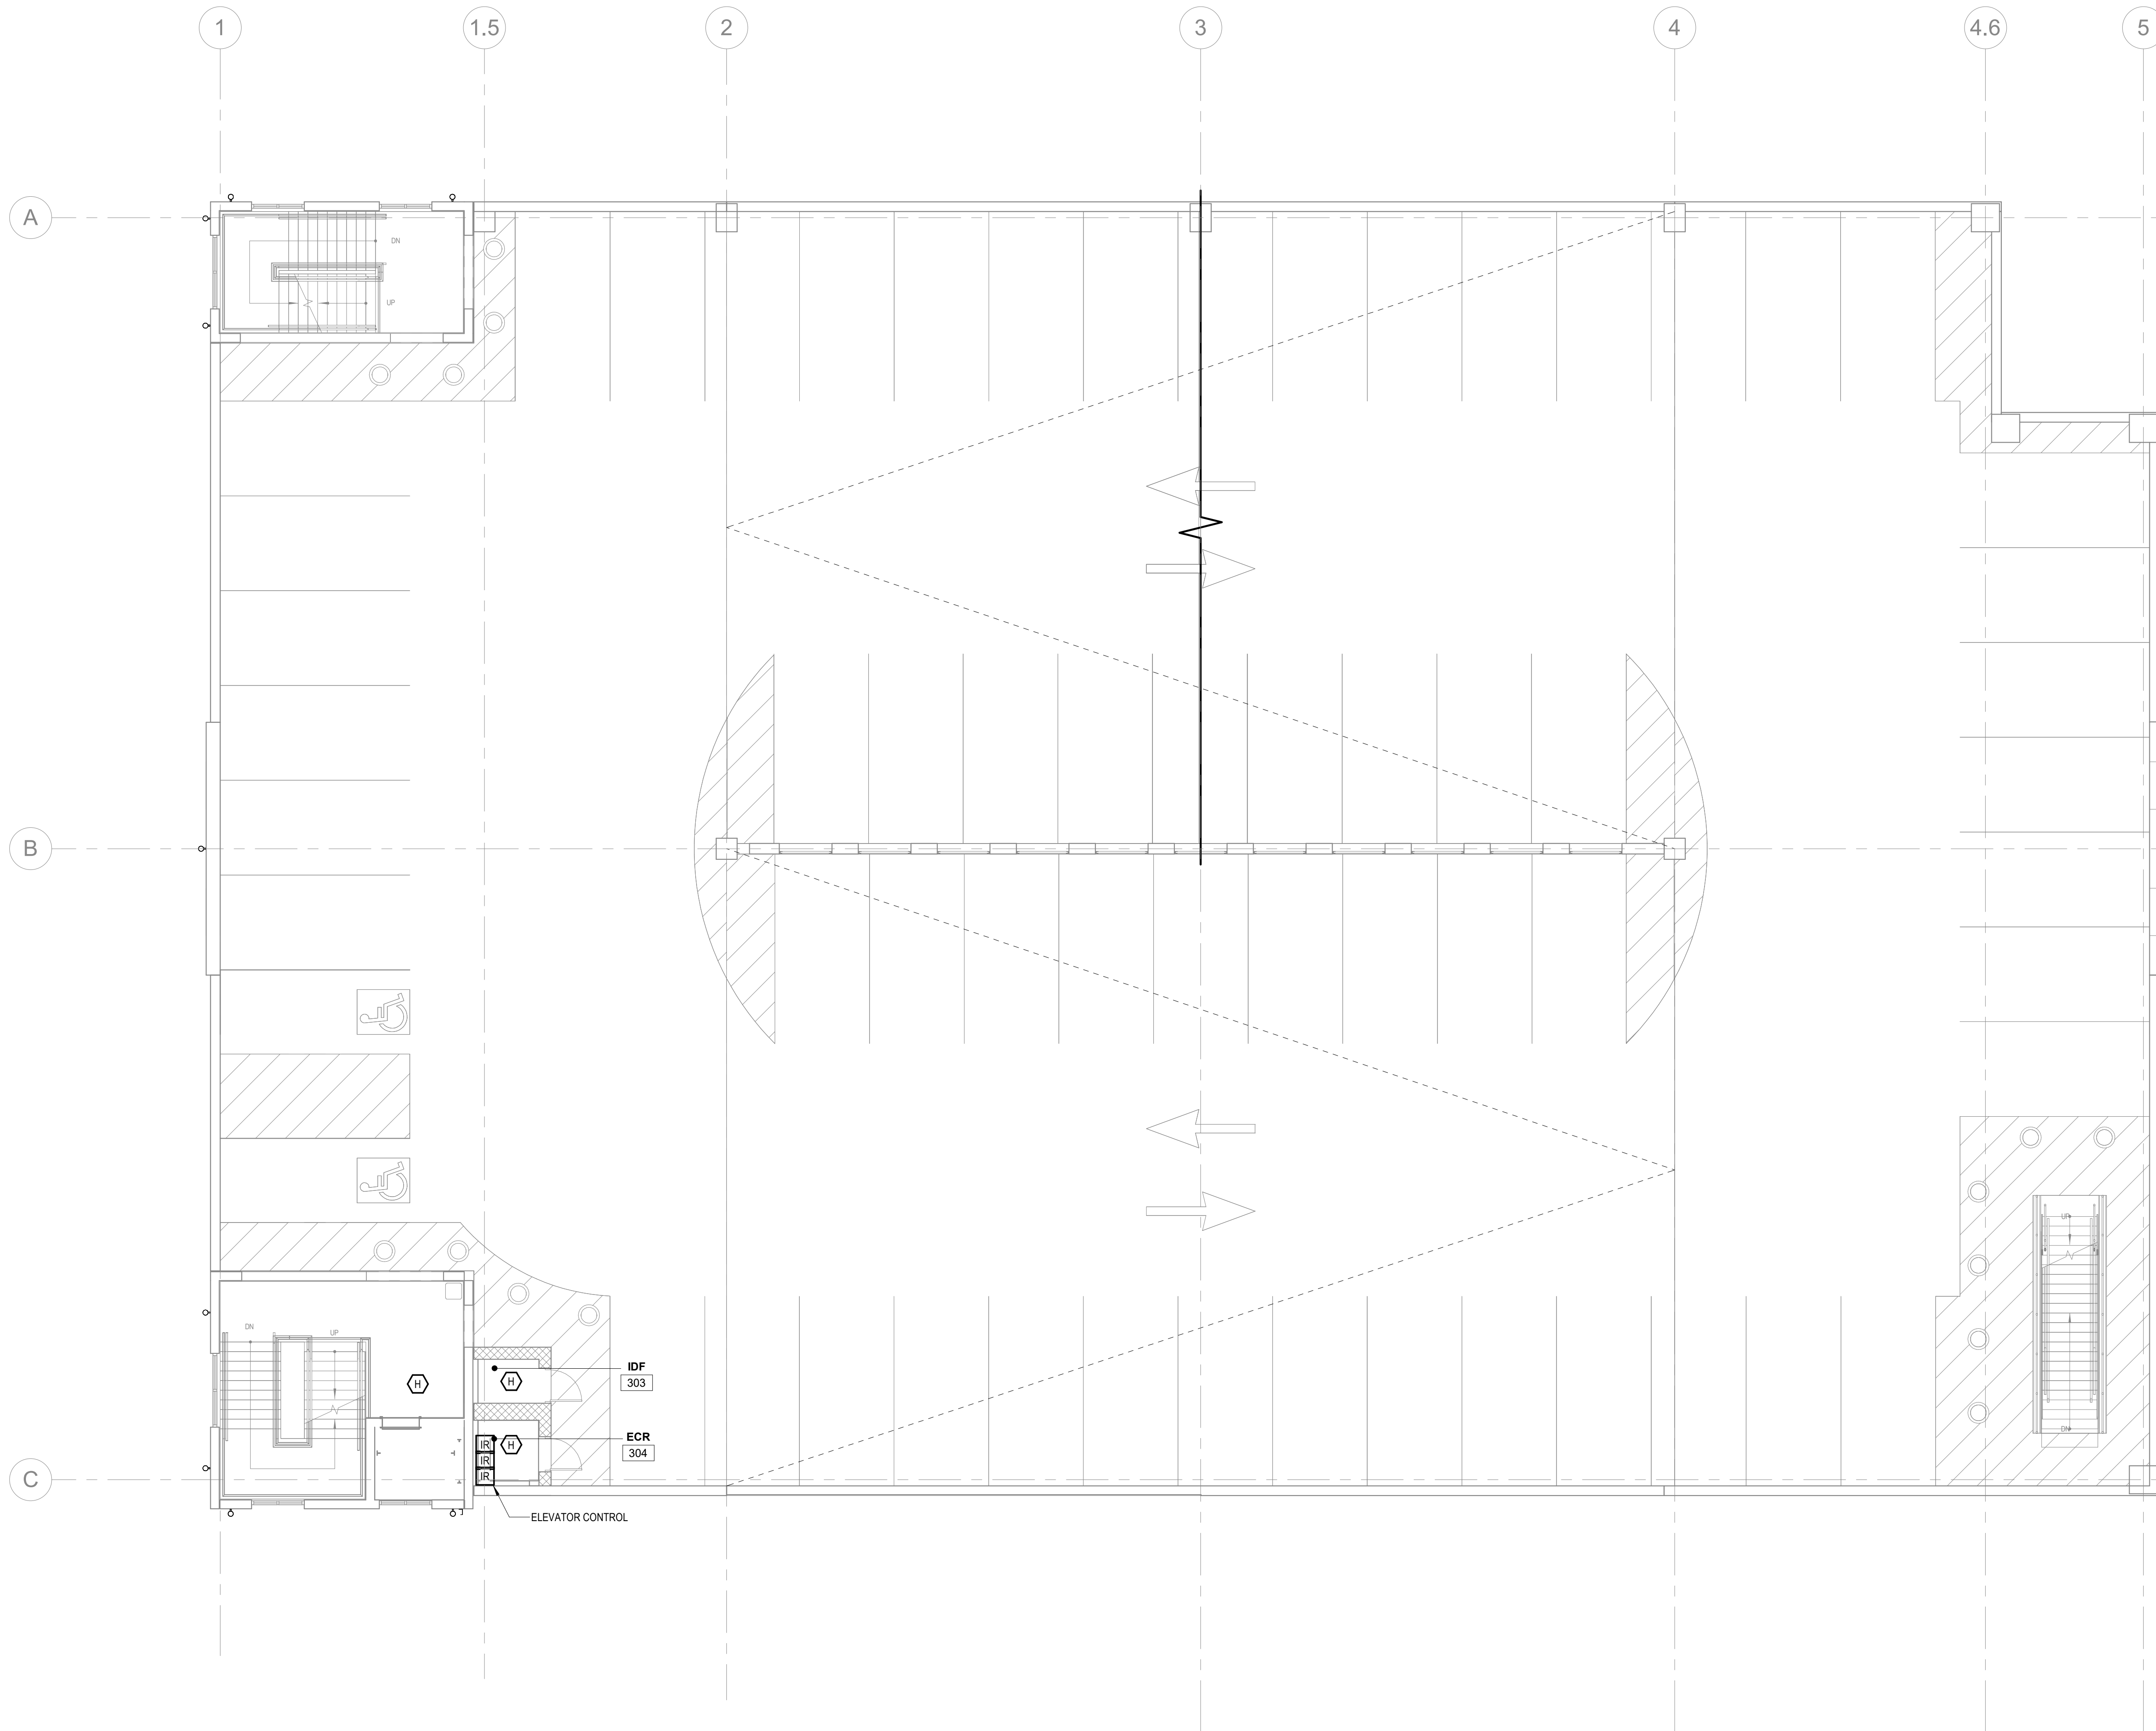 1
1.5
2
3
4
4.6
5
A
DN
UP
B
UP
DN
UP
IDF
H
303
H
ECR
IR
H
304
IR
IR
DN
C
ELEVATOR CONTROL